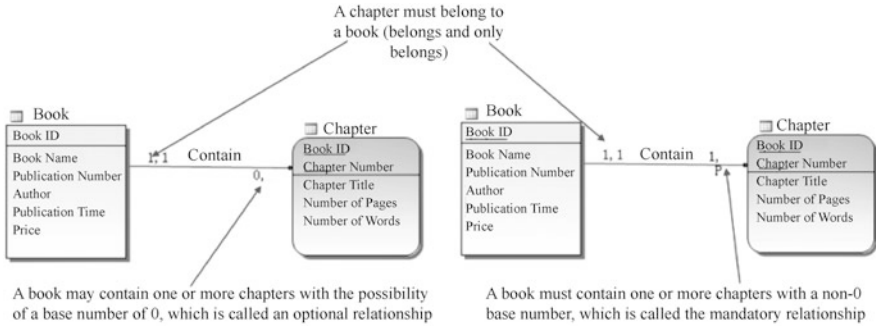 A chapter must belong to
a book (belongs and only
belongs)
Book
Book ID
Book Name
Publication Number
Author
Publication Time
Price
1, 1
Contain
0,
Chapter
Book ID
Chapter Number
Chapter Title
Number of Pages
Number of Words
A book may contain one or more chapters with the possibility
of a base number of 0, which is called an optional relationship
Book
Book ID
Book Name
Publication Number
Author
Publication Time
Price
1, 1
Contain
1,
P
Chapter
Book ID
Chapter Number
Chapter Title
Number of Pages
Number of Words
A book must contain one or more chapters with a non-0
base number, which is called the mandatory relationship